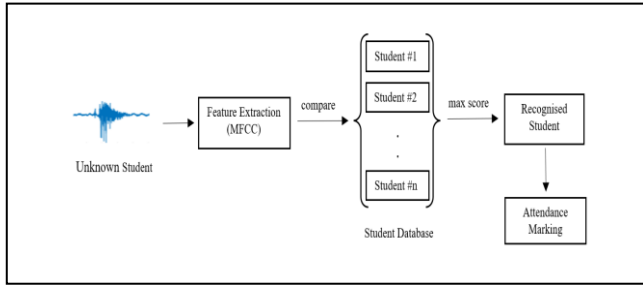 Unknown Student
Feature Extraction
(MFCC)
compare
Student #1
Student #2
.
.
Student #n
Student Database
max score
Recognised
Student
Attendance
Marking